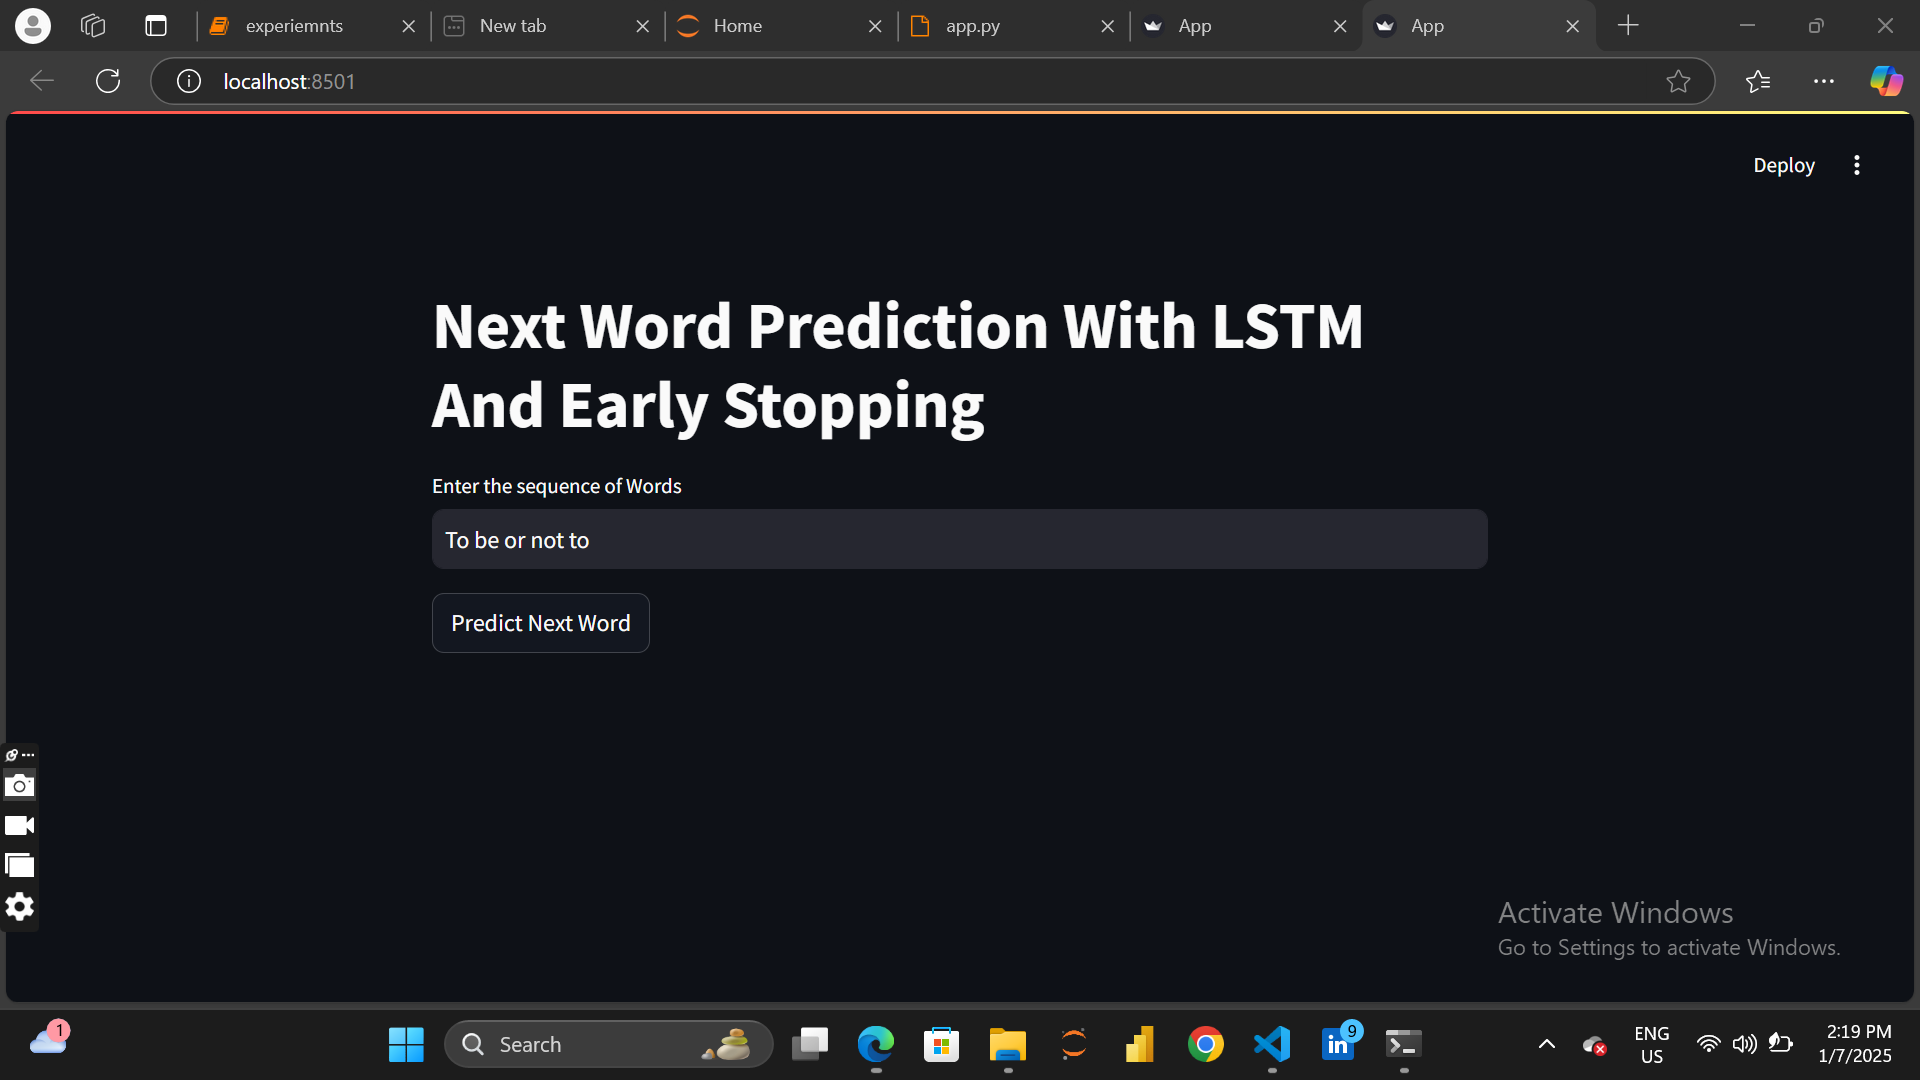 experiemnts
New tab
Home
app.py
App
App
localhost:8501
Deploy
Next Word Prediction With LSTM
And Early Stopping
Enter the sequence of Words
To be or not to
Predict Next Word
Activate Windows
Go to Settings to activate Windows.
1
Search
in
9
ENG
US
2:19 PM
1/7/2025